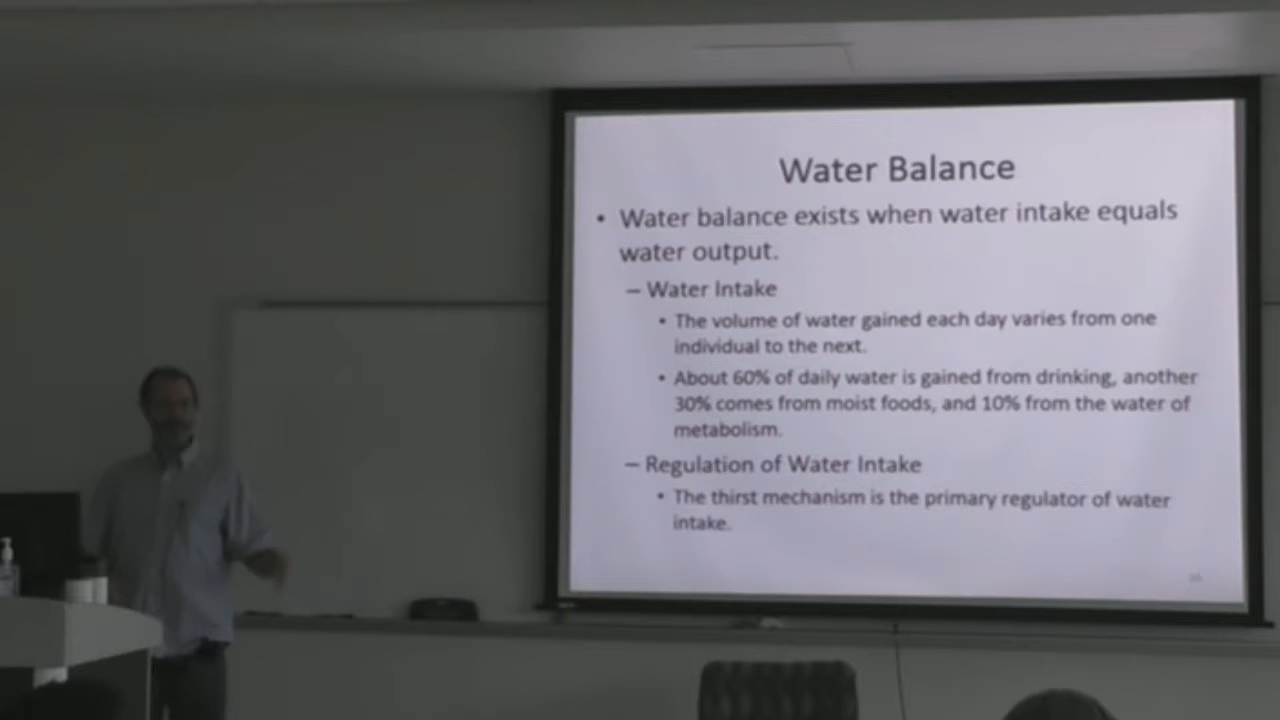 Water Balance
• Water balance exists when water intake equals
water output.
– Water Intake
• The volume of water gained each day varies from one
individual to the next.
• About 60% of daily water is gained from drinking, another
30% comes from moist foods, and 10% from the water of
metabolism.
– Regulation of Water Intake
• The thirst mechanism is the primary regulator of water
intake.